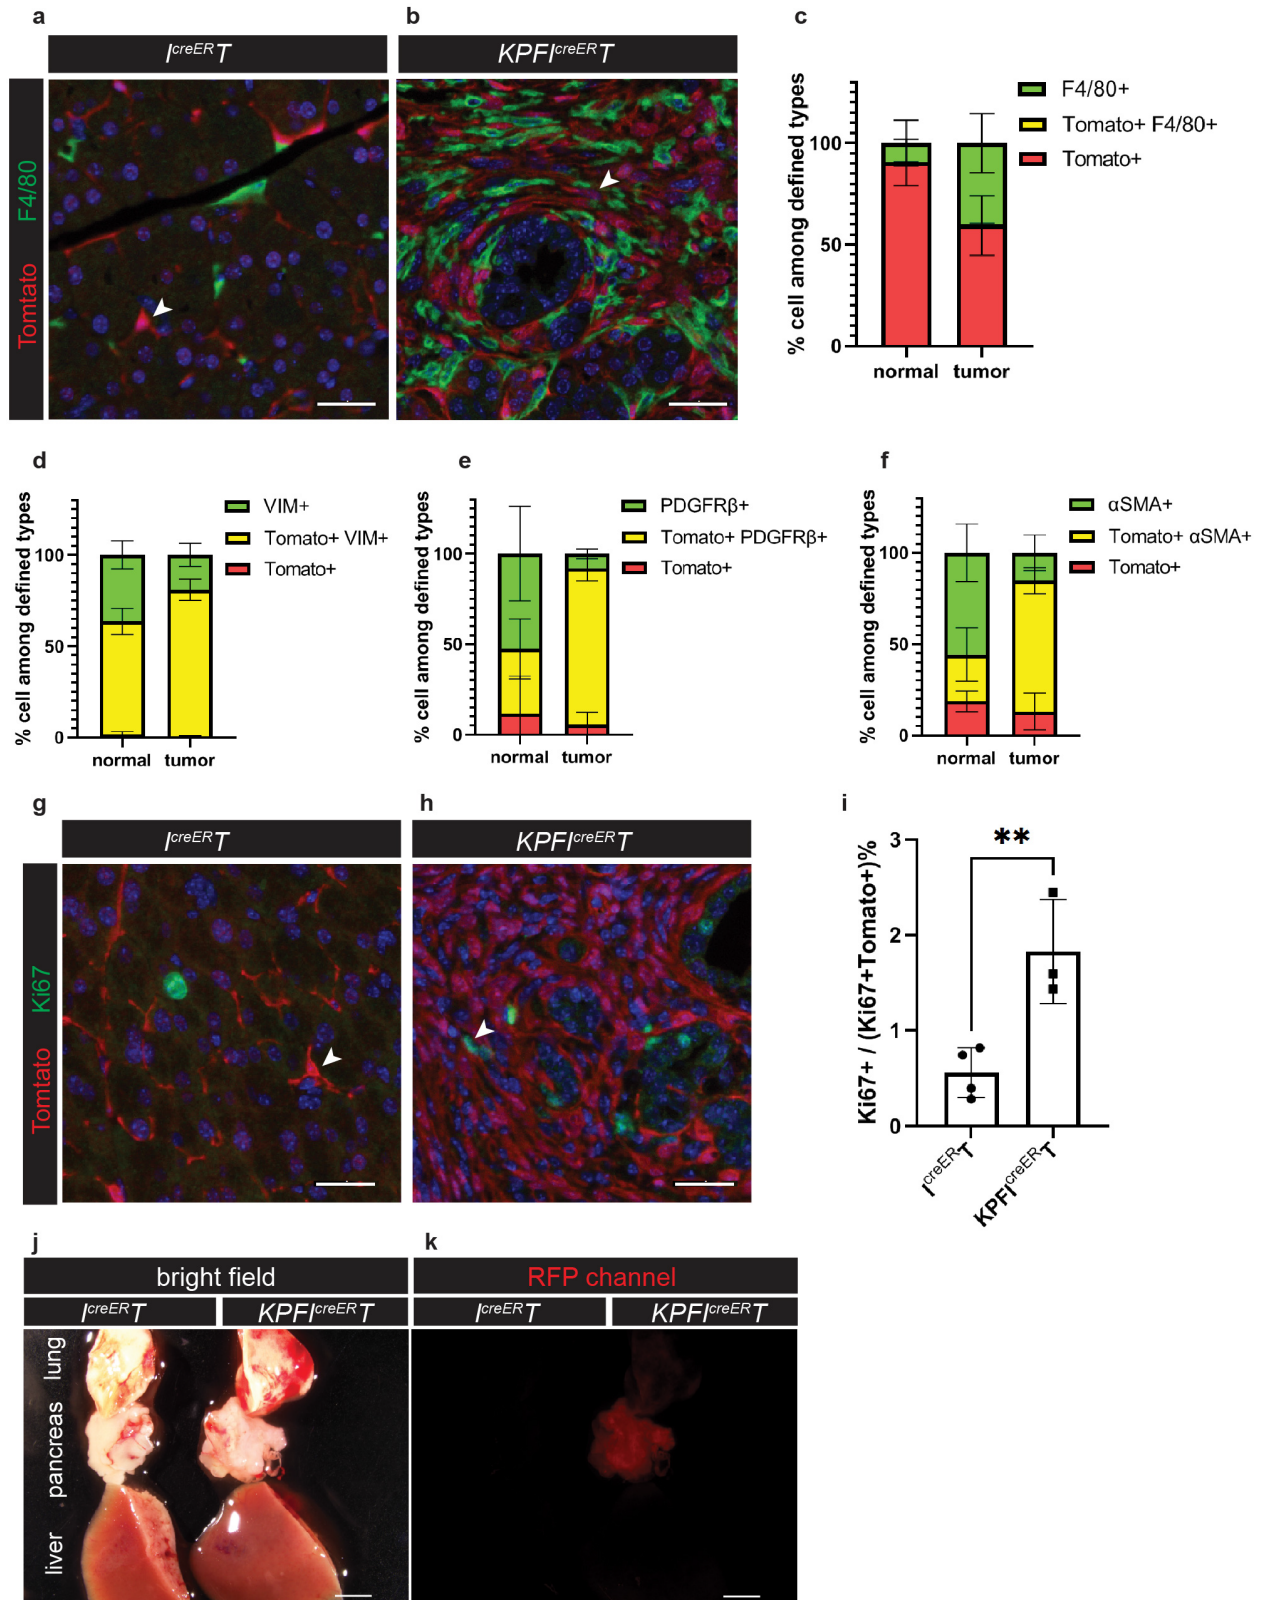 a
b
c
IcreERT
KPFIcreERT
Tomtato F4/80
% cell among defined types
100
50
0
normal tumor
F4/80+
Tomato+ F4/80+
Tomato+
d
e
f
% cell among defined types
100
50
0
normal tumor
VIM+
Tomato+ VIM+
Tomato+
% cell among defined types
100
50
0
normal tumor
PDGFRβ+
Tomato+ PDGFRβ+
Tomato+
% cell among defined types
100
50
0
normal tumor
αSMA+
Tomato+ αSMA+
Tomato+
g
h
i
IcreERT
KPFIcreERT
Tomtato Ki67
Ki67+ / (Ki67+Tomato+)%
3
2
1
0
**
IcreERT
KPFIcreERT
j
k
bright field
RFP channel
IcreERT
KPFIcreERT
IcreERT
KPFIcreERT
lung
pancreas
liver